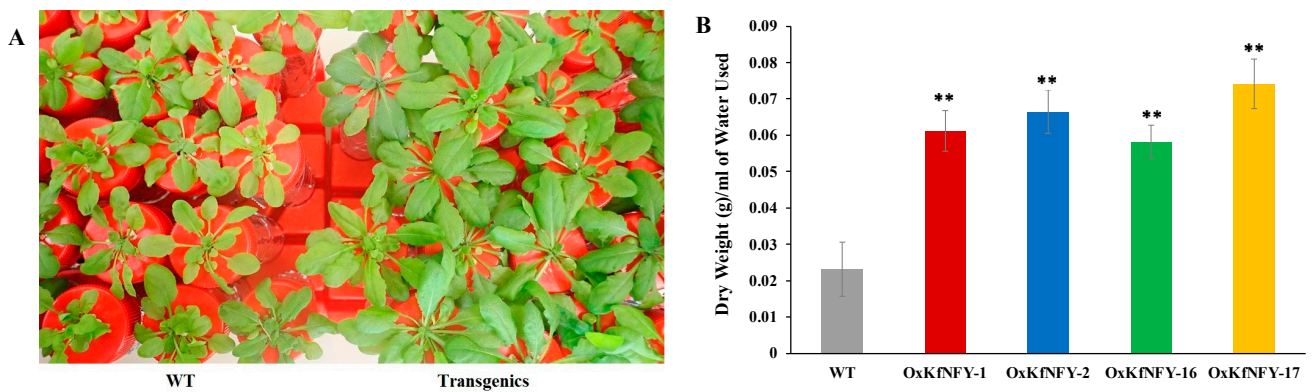 A
WT
Transgenics
B
Dry Weight (g)/ml of Water Used
0.09
0.08
0.07
0.06
0.05
0.04
0.03
0.02
0.01
0
**
**
**
**
WT
OxKfNFY-1
OxKfNFY-2
OxKfNFY-16
OxKfNFY-17